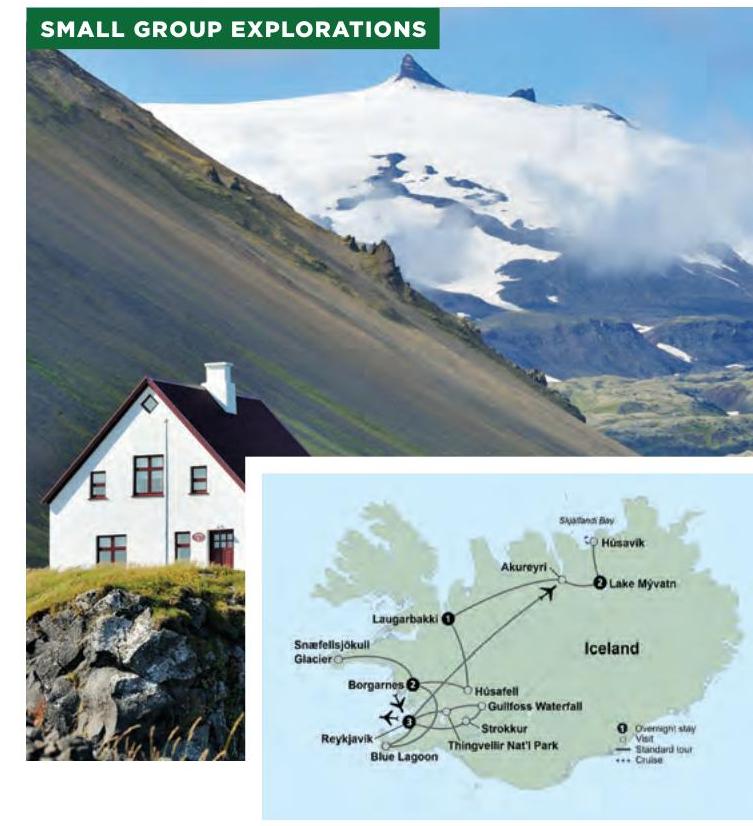 SMALL GROUP EXPLORATIONS
Skjálfandi Bay
Húsavík
Akureyri
2 Lake Mývatn
Laugarbakki 1
Snæfellsjökull
Glacier
Iceland
Borgarnes 2
Húsafell
Gullfoss Waterfall
3
Strokkur
Reykjavík
Thingvellir Nat'l Park
Blue Lagoon
1 Overnight stay
Visit
Standard tour
Cruise